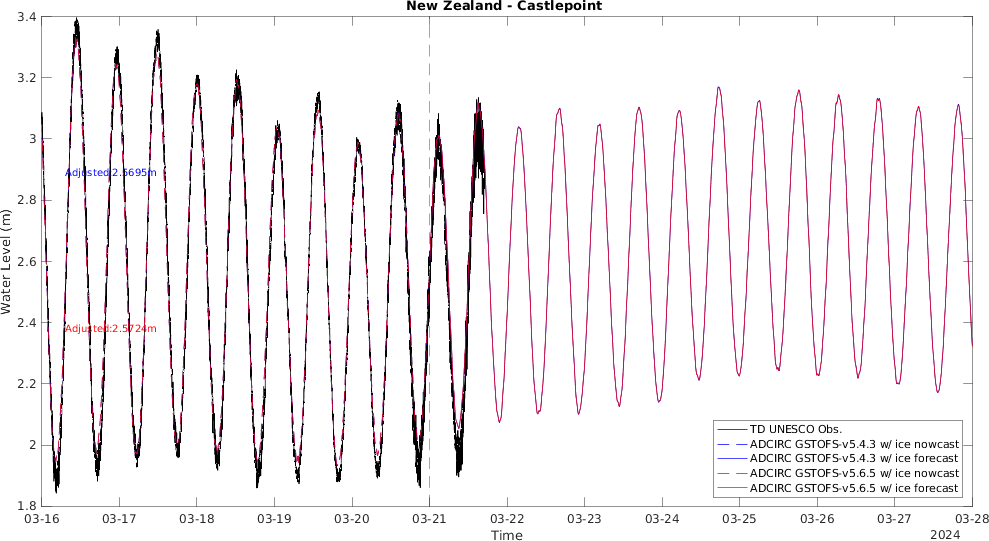 New Zealand - Castlepoint
Water Level (m)
3.4
3.2
3
2.8
2.6
2.4
2.2
2
1.8
Adjusted:2.5695m
Adjusted:2.5724m
TD UNESCO Obs.
ADCIRC GSTOFS-v5.4.3 w/ ice nowcast
ADCIRC GSTOFS-v5.4.3 w/ ice forecast
ADCIRC GSTOFS-v5.6.5 w/ ice nowcast
ADCIRC GSTOFS-v5.6.5 w/ ice forecast
03-16 03-17 03-18 03-19 03-20 03-21 03-22 03-23 03-24 03-25 03-26 03-27 03-28
Time
2024